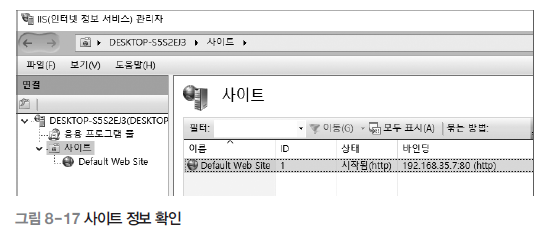 IIS(인터넷 정보 서비스) 관리자
DESKTOP-S5S2EJ3 ▸ 사이트 ▸
파일(F) 보기(V) 도움말(H)
연결
사이트
DESKTOP-S5S2EJ3(DESKTOP
응용 프로그램 풀
사이트
Default Web Site
필터: 이동(G) 모두 표시(A) 묶는 방법:
이름 ID 상태 바인딩
Default Web Site 1 시작됨(http) 192.168.35.7:80 (http)
그림 8-17 사이트 정보 확인